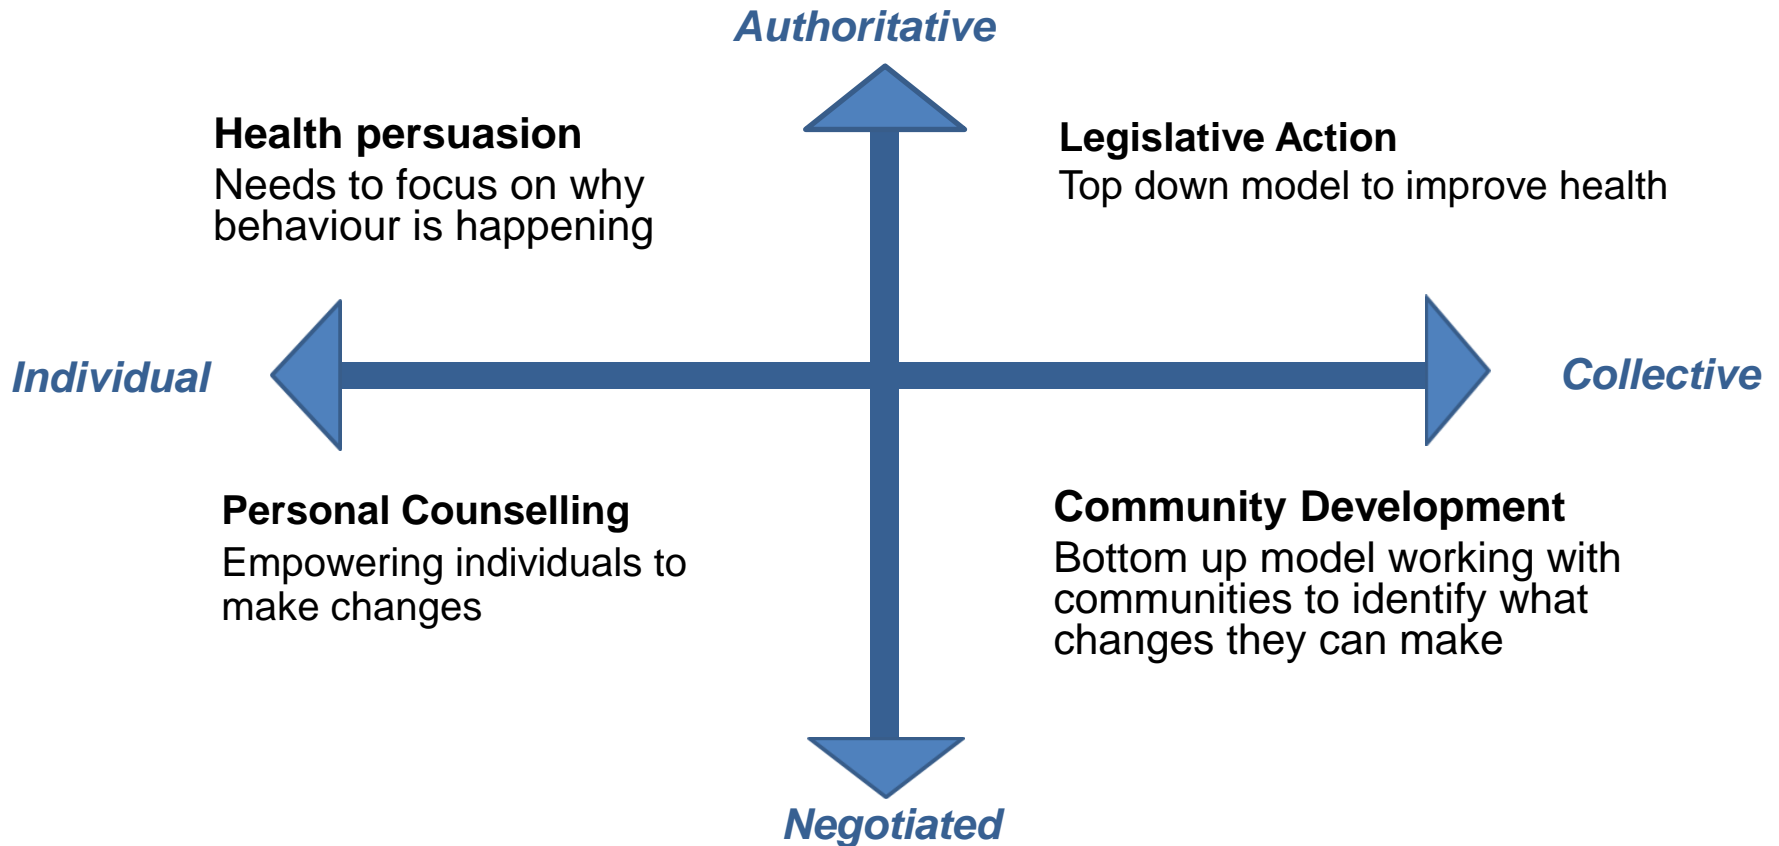 Authoritative
Health persuasion
Needs to focus on why
behaviour is happening
Legislative Action
Top down model to improve health
Individual
Collective
Personal Counselling
Empowering individuals to
make changes
Community Development
Bottom up model working with
communities to identify what
changes they can make
Negotiated